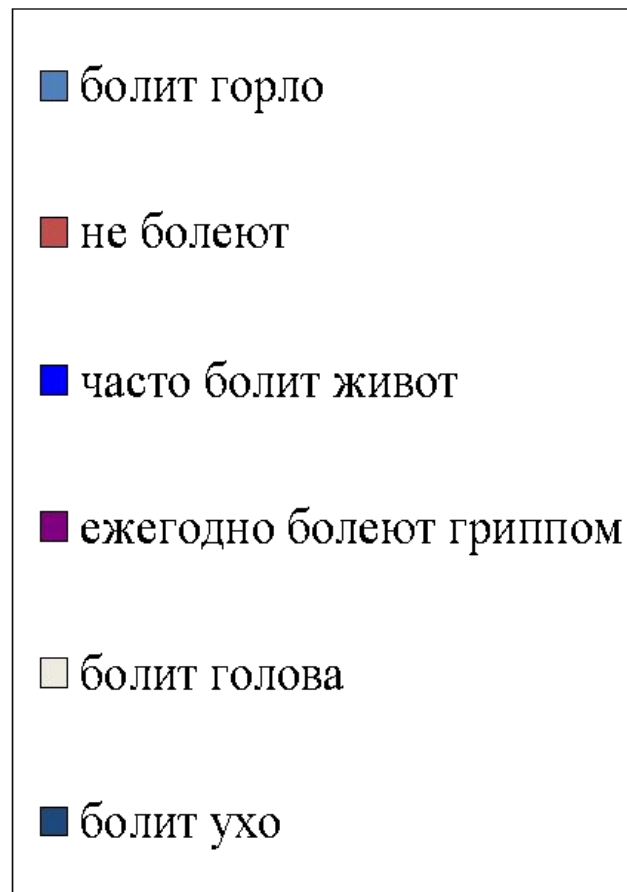 болит горло
не болеют
часто болит живот
ежегодно болеют гриппом
болит голова
болит ухо